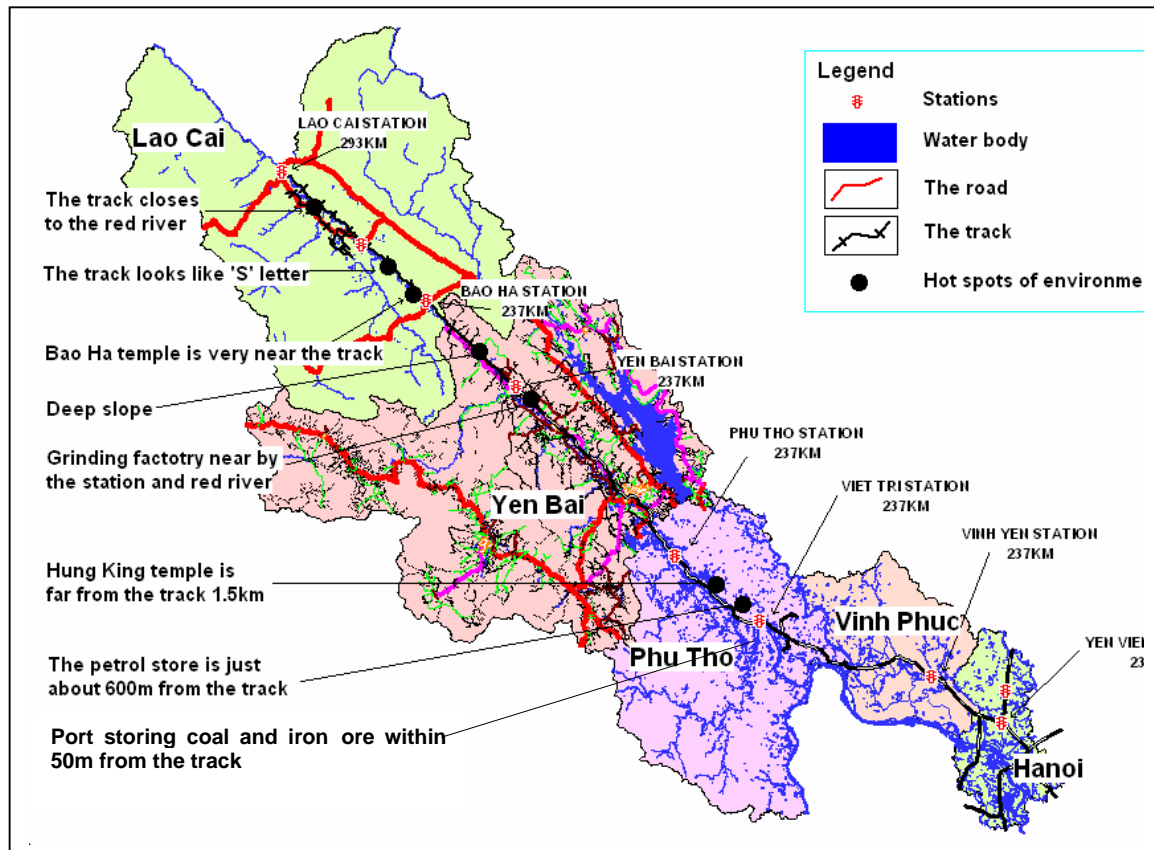 Legend
Stations
Water body
The road
The track
Hot spots of environme
Lao Cai
LAO CAI STATION
293KM
The track closes
to the red river
The track looks like 'S' letter
BAO HA STATION
237KM
Bao Ha temple is very near the track
YEN BAI STATION
237KM
Deep slope
Grinding factotry near by
the station and red river
PHU THO STATION
237KM
Yen Bai
VIET TRI STATION
237KM
VINH YEN STATION
237KM
Hung King temple is
far from the track 1.5km
Vinh Phuc
YEN VIE
23
Phu Tho
The petrol store is just
about 600m from the track
Port storing coal and iron ore within
50m from the track
Hanoi